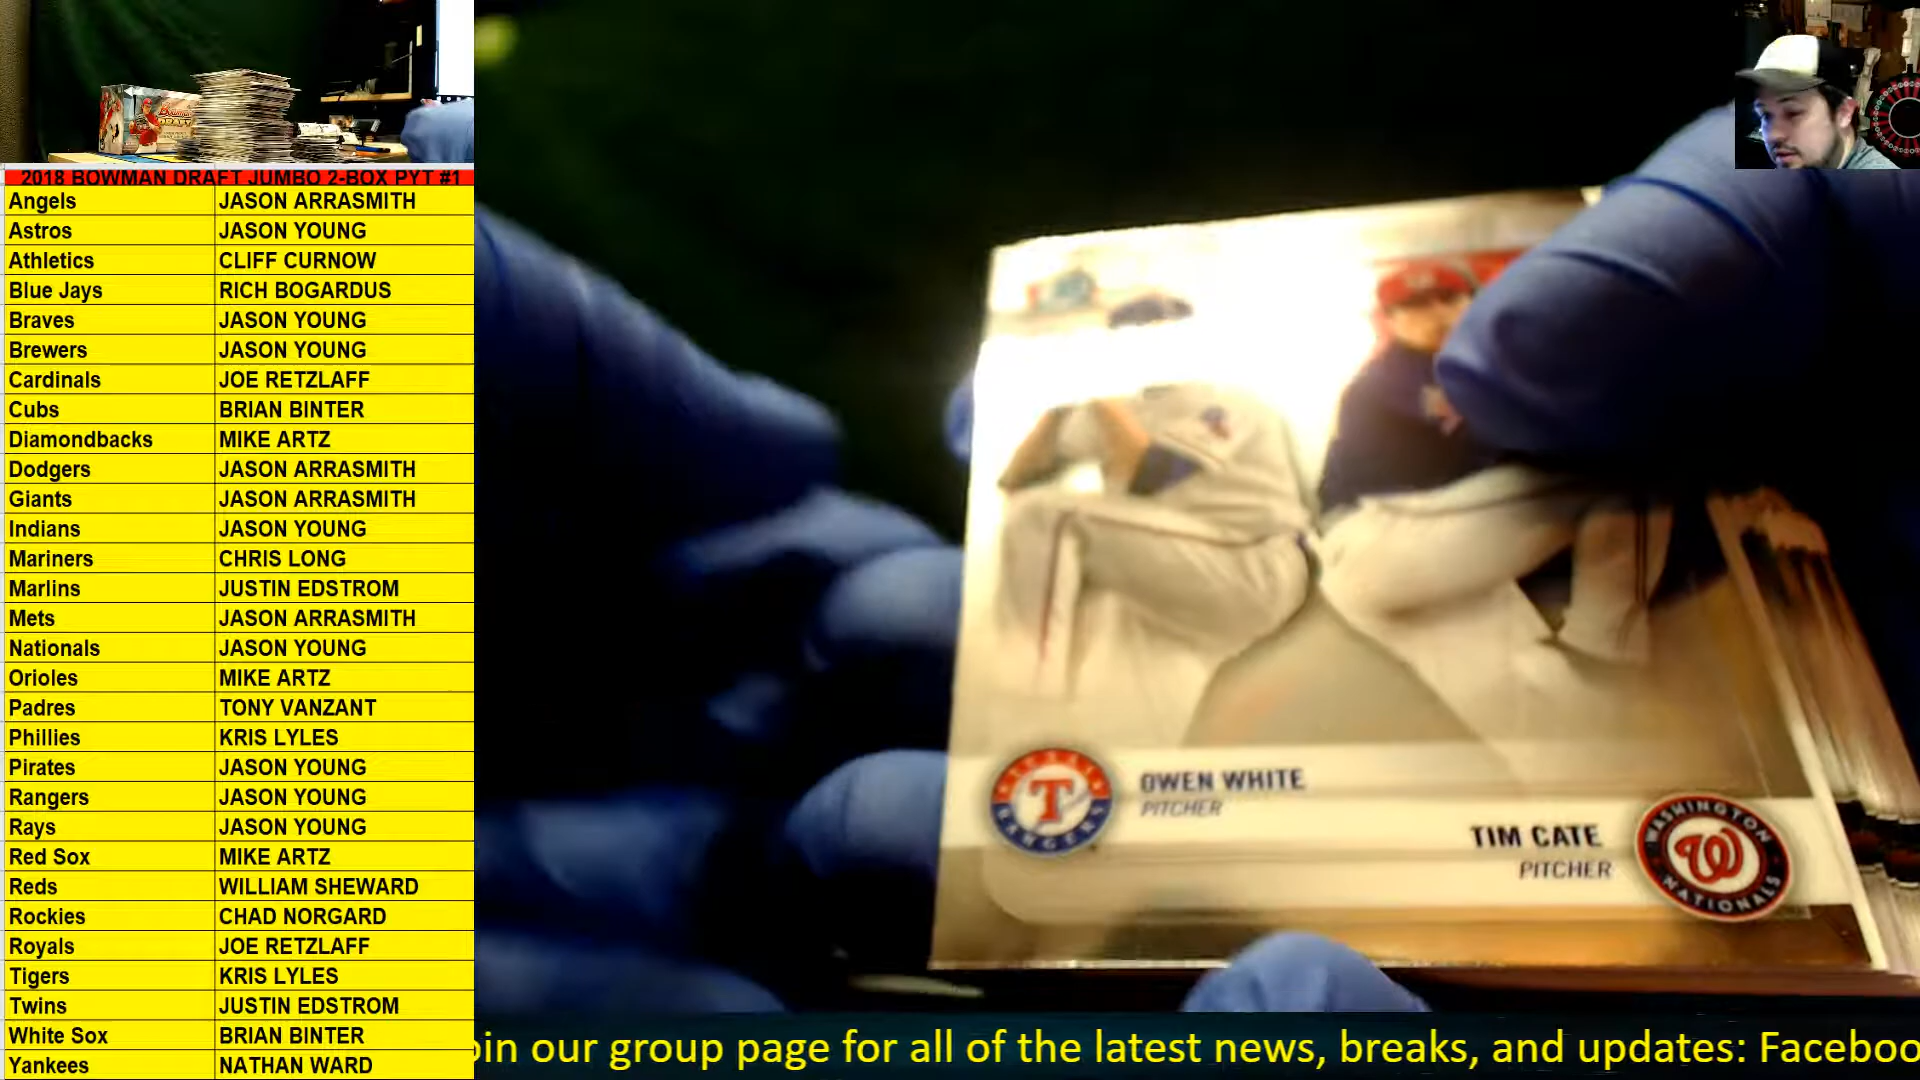 2018 BOWMAN DRAFT JUMBO 2-BOX PYT #1
Angels JASON ARRASMITH
Astros JASON YOUNG
Athletics CLIFF CURNOW
Blue Jays RICH BOGARDUS
Braves JASON YOUNG
Brewers JASON YOUNG
Cardinals JOE RETZLAFF
Cubs BRIAN BINTER
Diamondbacks MIKE ARTZ
Dodgers JASON ARRASMITH
Giants JASON ARRASMITH
Indians JASON YOUNG
Mariners CHRIS LONG
Marlins JUSTIN EDSTROM
Mets JASON ARRASMITH
Nationals JASON YOUNG
Orioles MIKE ARTZ
Padres TONY VANZANT
Phillies KRIS LYLES
Pirates JASON YOUNG
Rangers JASON YOUNG
Rays JASON YOUNG
Red Sox MIKE ARTZ
Reds WILLIAM SHEWARD
Rockies CHAD NORGARD
Royals JOE RETZLAFF
Tigers KRIS LYLES
Twins JUSTIN EDSTROM
White Sox BRIAN BINTER
Yankees NATHAN WARD
Bowman
DRAFT
TEXAS
T
RANGERS
OWEN WHITE
PITCHER
TIM CATE
PITCHER
WASHINGTON
W
NATIONALS
oin our group page for all of the latest news, breaks, and updates: Faceboo